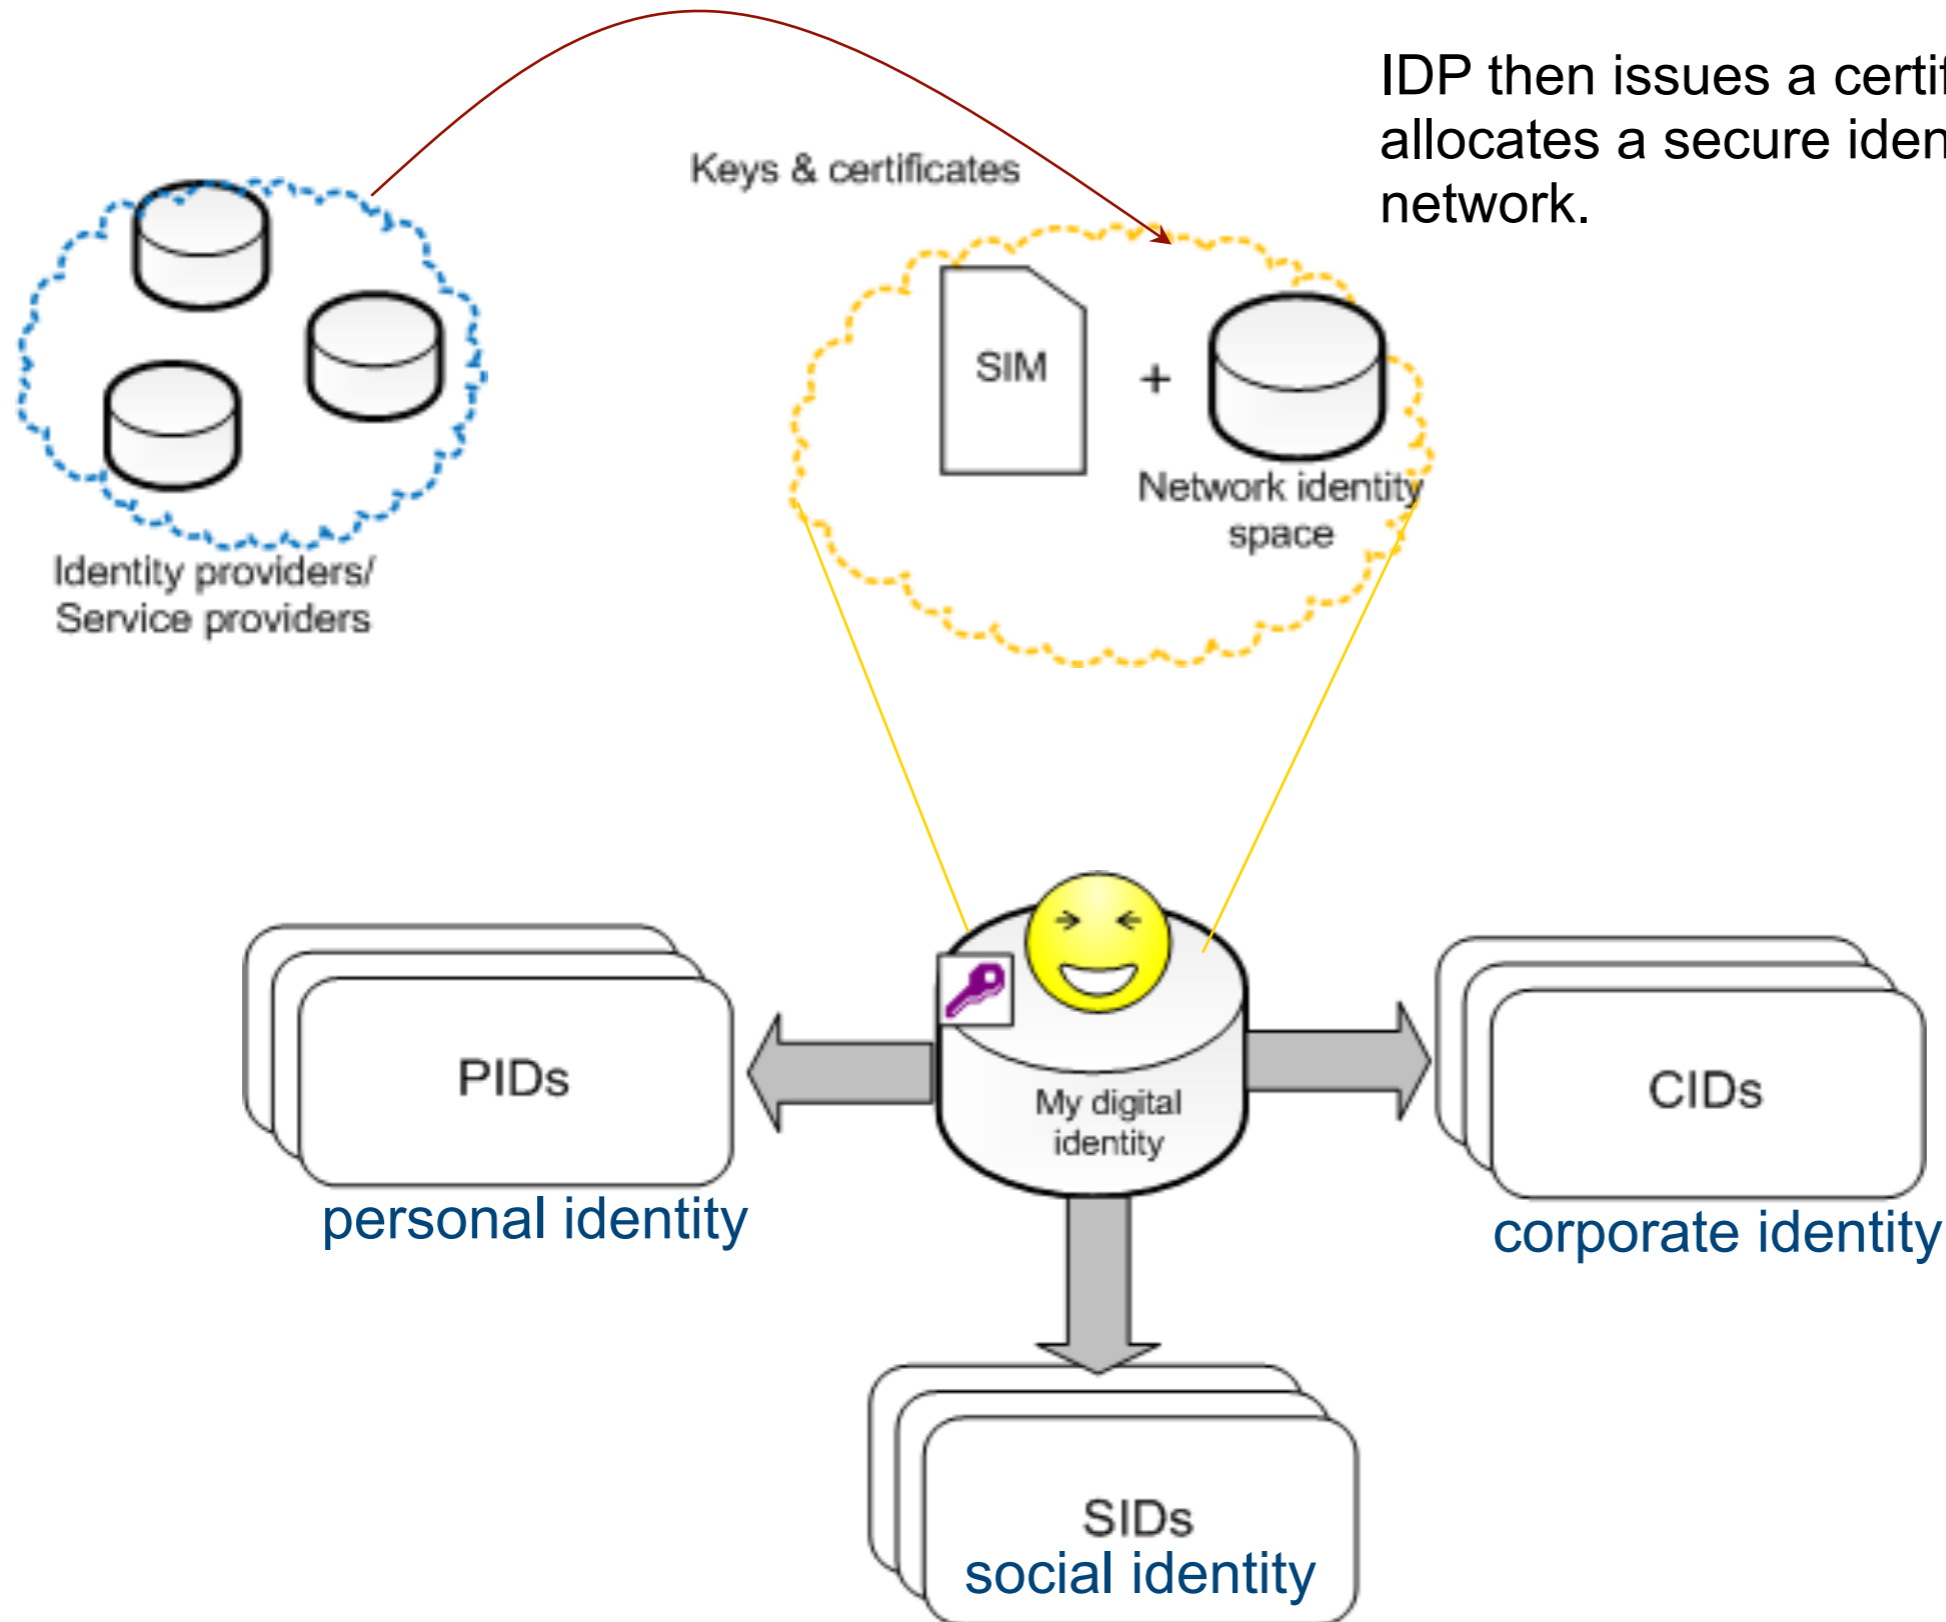 IDP then issues a certif
allocates a secure iden
network.
Keys & certificates
SIM
+
Network identity
space
Identity providers/
Service providers
My digital
identity
PIDs
personal identity
CIDs
corporate identity
SIDs
social identity